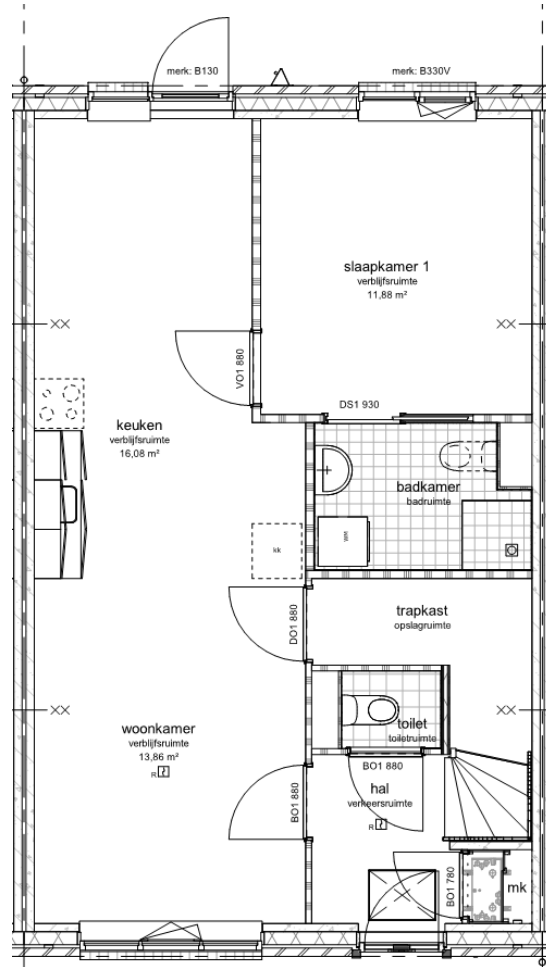 merk: B130
merk: B330V
slaapkamer 1
verblijfsruimte
11,88 m²
VO1 880
DS1 930
keuken
verblijfsruimte
16,08 m²
badkamer
badruimte
WM
kk
trapkast
opslagruimte
DO1 880
woonkamer
verblijfsruimte
13,86 m²
R
toilet
toiletruimte
BO1 880
BO1 880
hal
verkeersruimte
R
BO1 780
mk